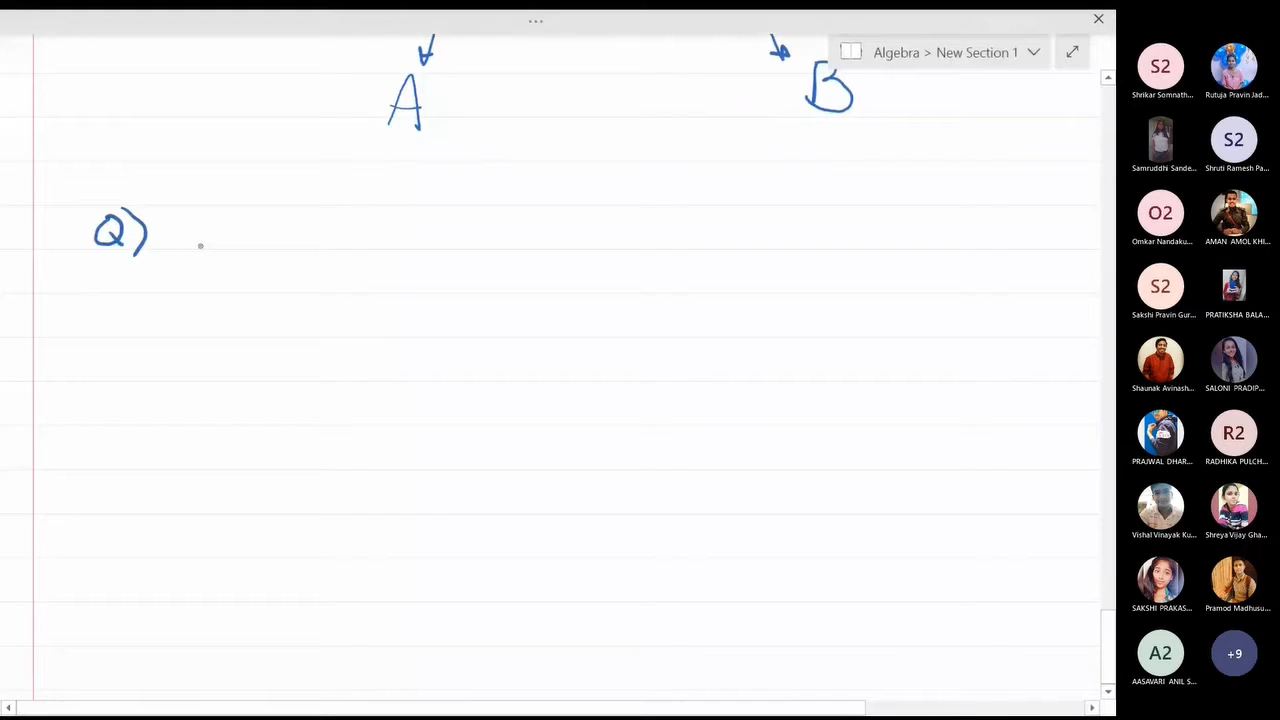 ...
Algebra > New Section 1
A
B
Q)
S2
Shrikar Somnath...
Rutuja Pravin Jad...
S2
Samruddhi Sande...
Shruti Ramesh Pa...
O2
Omkar Nandaku...
AMAN AMOL KHI...
S2
Sakshi Pravin Gur...
PRATIKSHA BALA...
Shaunak Avinash...
SALONI PRADIP...
R2
PRAJWAL DHAR...
RADHIKA PULCH...
Vishal Vinayak Ku...
Shreya Vijay Gha...
SAKSHI PRAKAS...
Pramod Madhusu...
A2
+9
AASAVARI ANIL S...